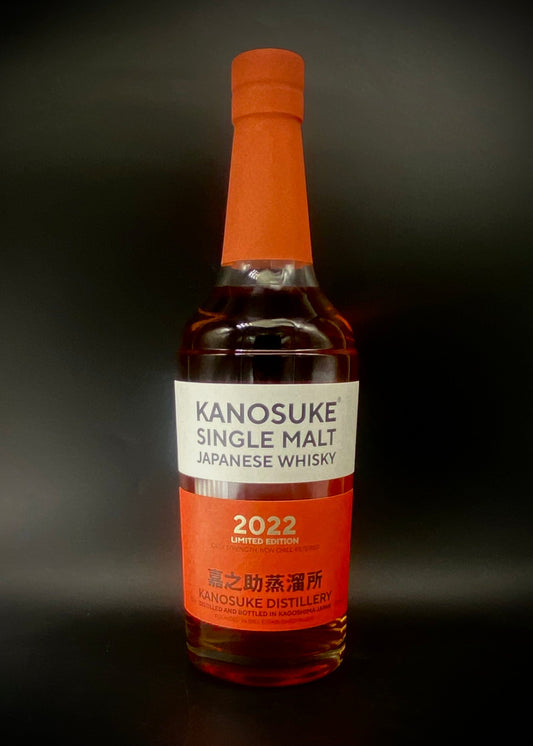 KANOSUKE®
SINGLE MALT
JAPANESE WHISKY
2022
LIMITED EDITION
CASK STRENGTH, NON CHILL-FILTERED
嘉之助蒸溜所
KANOSUKE DISTILLERY
DISTILLED AND BOTTLED IN KAGOSHIMA JAPAN